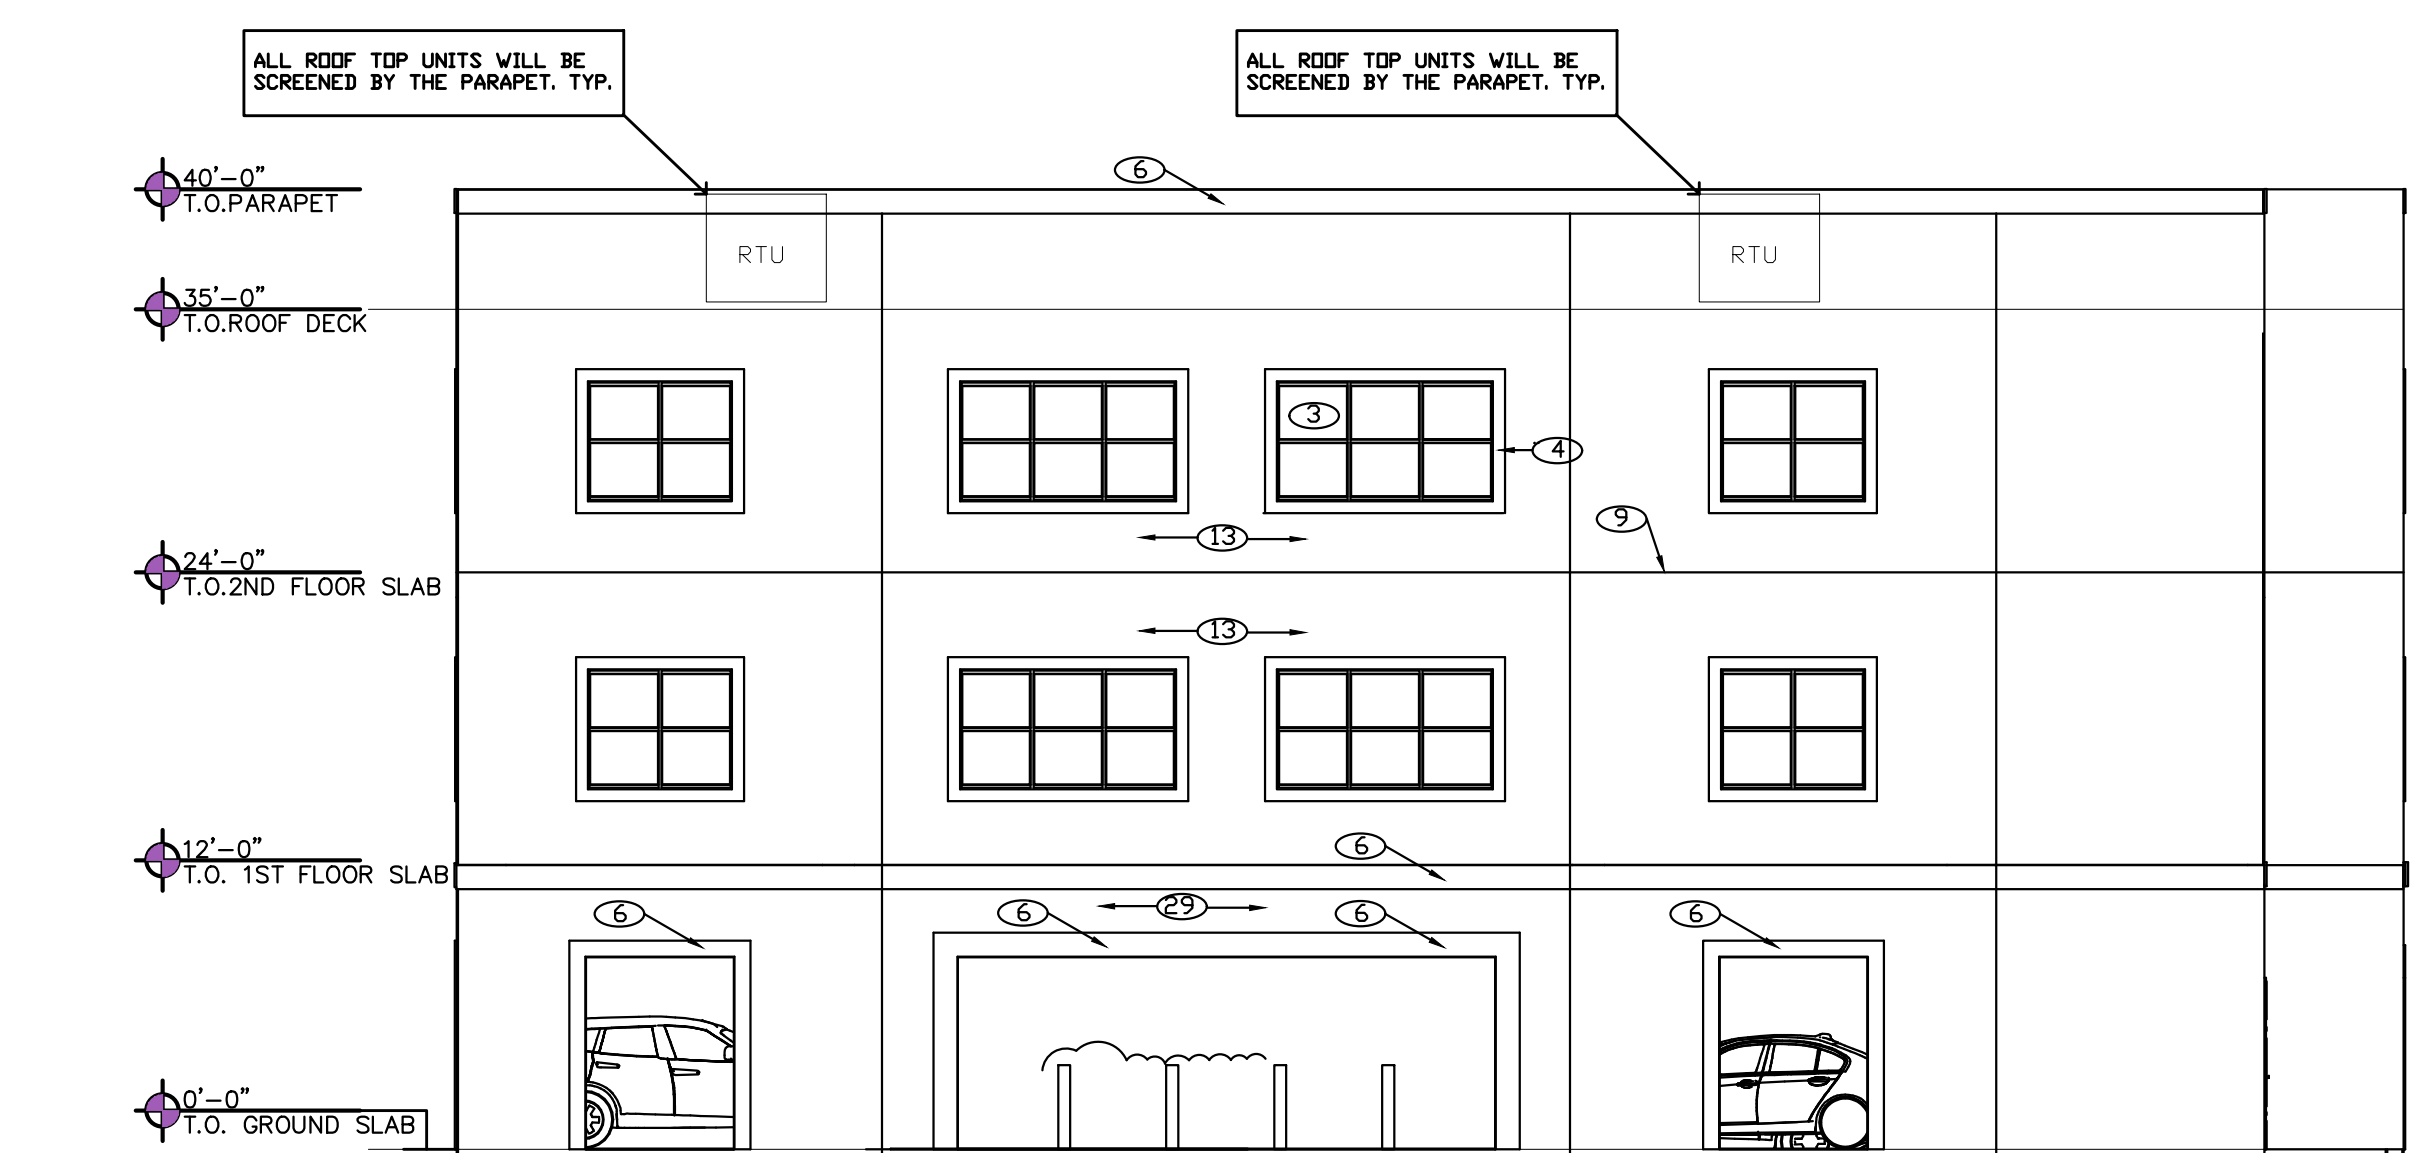 ALL ROOF TOP UNITS WILL BE
SCREENED BY THE PARAPET. TYP.
ALL ROOF TOP UNITS WILL BE
SCREENED BY THE PARAPET. TYP.
6
40'-0"
T.O.PARAPET
RTU
RTU
35'-0"
T.O.ROOF DECK
3
4
9
13
24'-0"
T.O.2ND FLOOR SLAB
13
6
12'-0"
T.O. 1ST FLOOR SLAB
6
6
29
6
6
0'-0"
T.O. GROUND SLAB